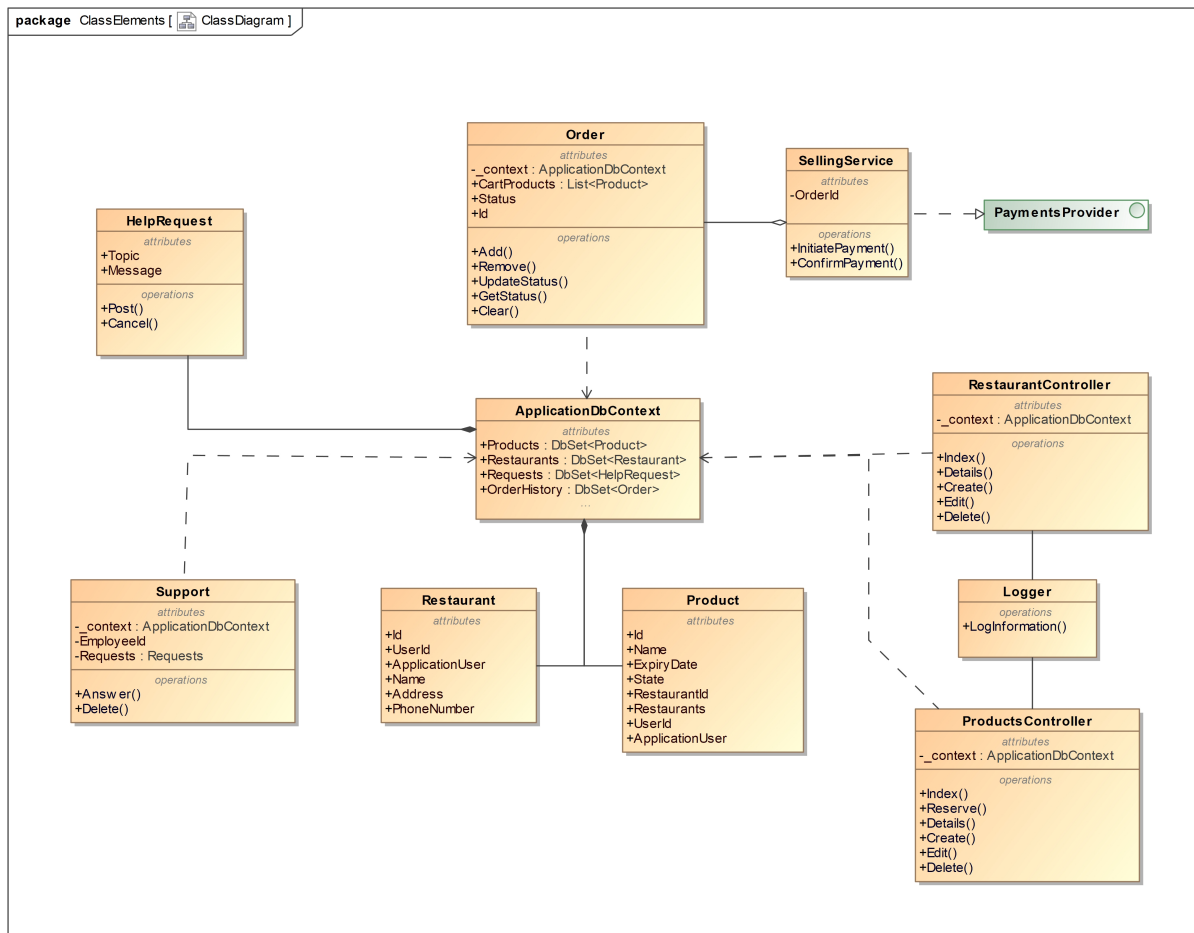 package ClassElements [ ClassDiagram ]
Order
attributes
-_context : ApplicationDbContext
+CartProducts : List<Product>
+Status
+Id
operations
+Add()
+Remove()
+UpdateStatus()
+GetStatus()
+Clear()
SellingService
attributes
-OrderId
operations
+InitiatePayment()
+ConfirmPayment()
PaymentsProvider
HelpRequest
attributes
+Topic
+Message
operations
+Post()
+Cancel()
ApplicationDbContext
attributes
+Products : DbSet<Product>
+Restaurants : DbSet<Restaurant>
+Requests : DbSet<HelpRequest>
+OrderHistory : DbSet<Order>
...
RestaurantController
attributes
-_context : ApplicationDbContext
operations
+Index()
+Details()
+Create()
+Edit()
+Delete()
Support
attributes
-_context : ApplicationDbContext
-EmployeeId
-Requests : Requests
operations
+Answer()
+Delete()
Restaurant
attributes
+Id
+UserId
+ApplicationUser
+Name
+Address
+PhoneNumber
Product
attributes
+Id
+Name
+ExpiryDate
+State
+RestaurantId
+Restaurants
+UserId
+ApplicationUser
Logger
operations
+LogInformation()
ProductsController
attributes
-_context : ApplicationDbContext
operations
+Index()
+Reserve()
+Details()
+Create()
+Edit()
+Delete()